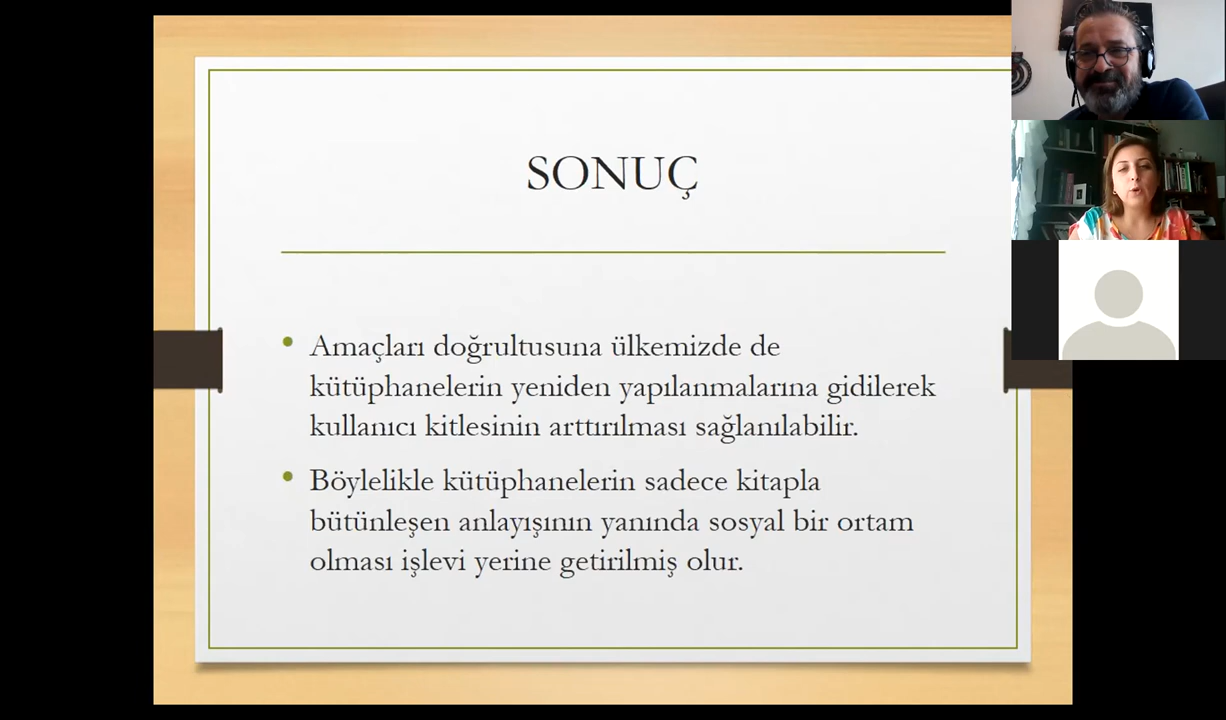 SONUÇ
Amaçları doğrultusuna ülkemizde de
kütüphanelerin yeniden yapılanmalarına gidilerek
kullanıcı kitlesinin arttırılması sağlanılabilir.
Böylelikle kütüphanelerin sadece kitapla
bütünleşen anlayışının yanında sosyal bir ortam
olması işlevi yerine getirilmiş olur.